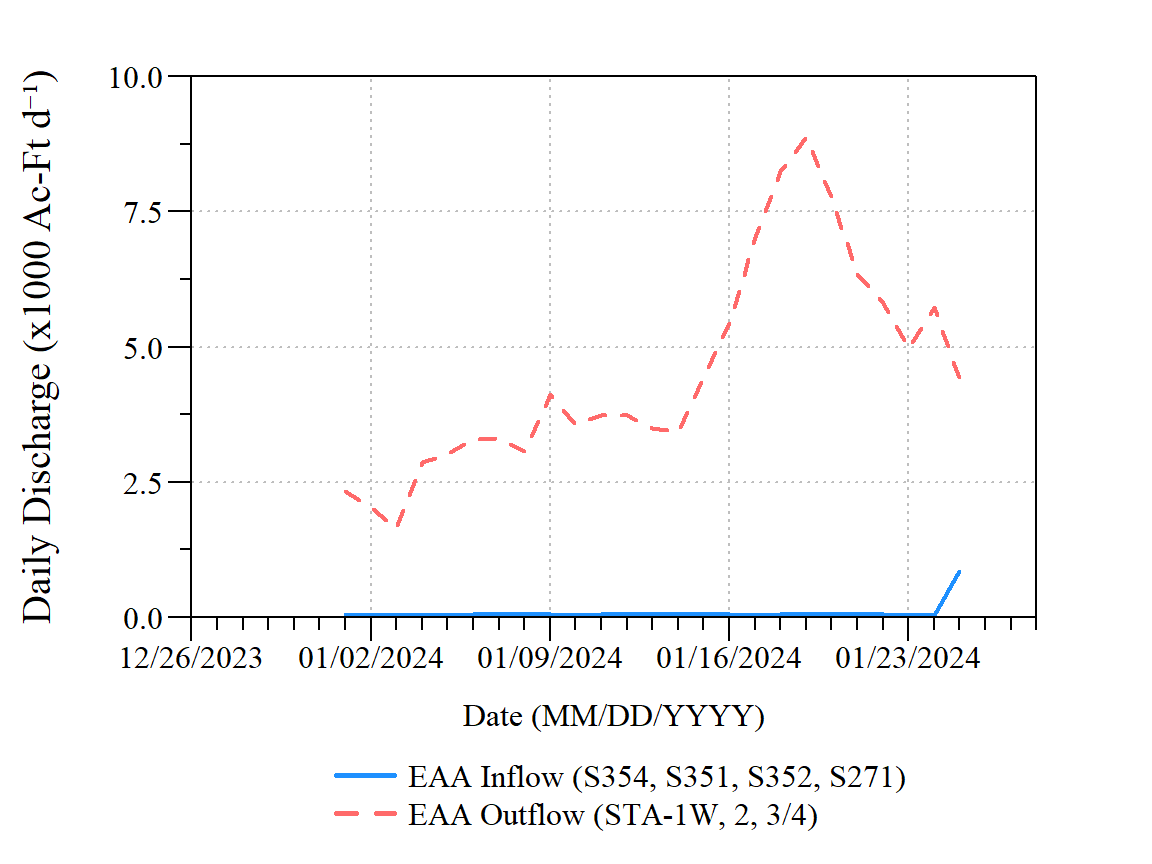 Daily Discharge (x1000 Ac-Ft d⁻¹)
10.0
7.5
5.0
2.5
0.0
12/26/2023 01/02/2024 01/09/2024 01/16/2024 01/23/2024
Date (MM/DD/YYYY)
EAA Inflow (S354, S351, S352, S271)
EAA Outflow (STA-1W, 2, 3/4)